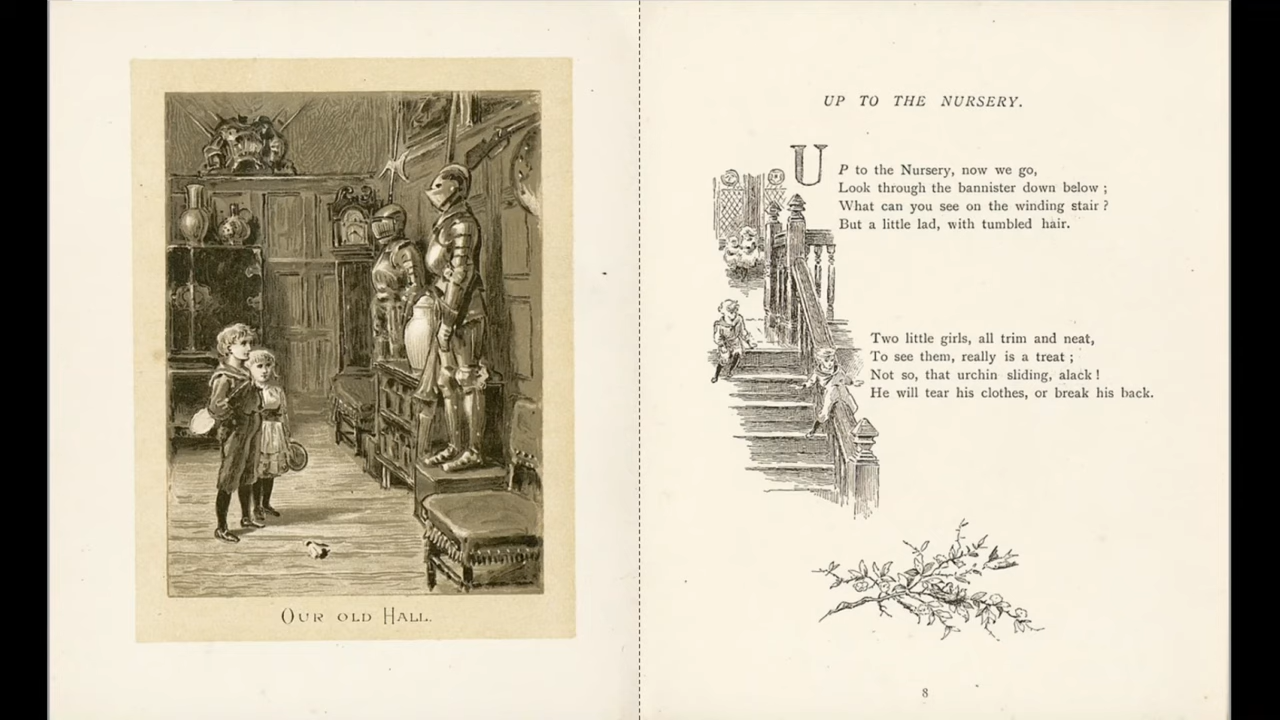 OUR OLD HALL.
UP TO THE NURSERY.
UP to the Nursery, now we go,
Look through the bannister down below ;
What can you see on the winding stair ?
But a little lad, with tumbled hair.
Two little girls, all trim and neat,
To see them, really is a treat ;
Not so, that urchin sliding, alack !
He will tear his clothes, or break his back.
8